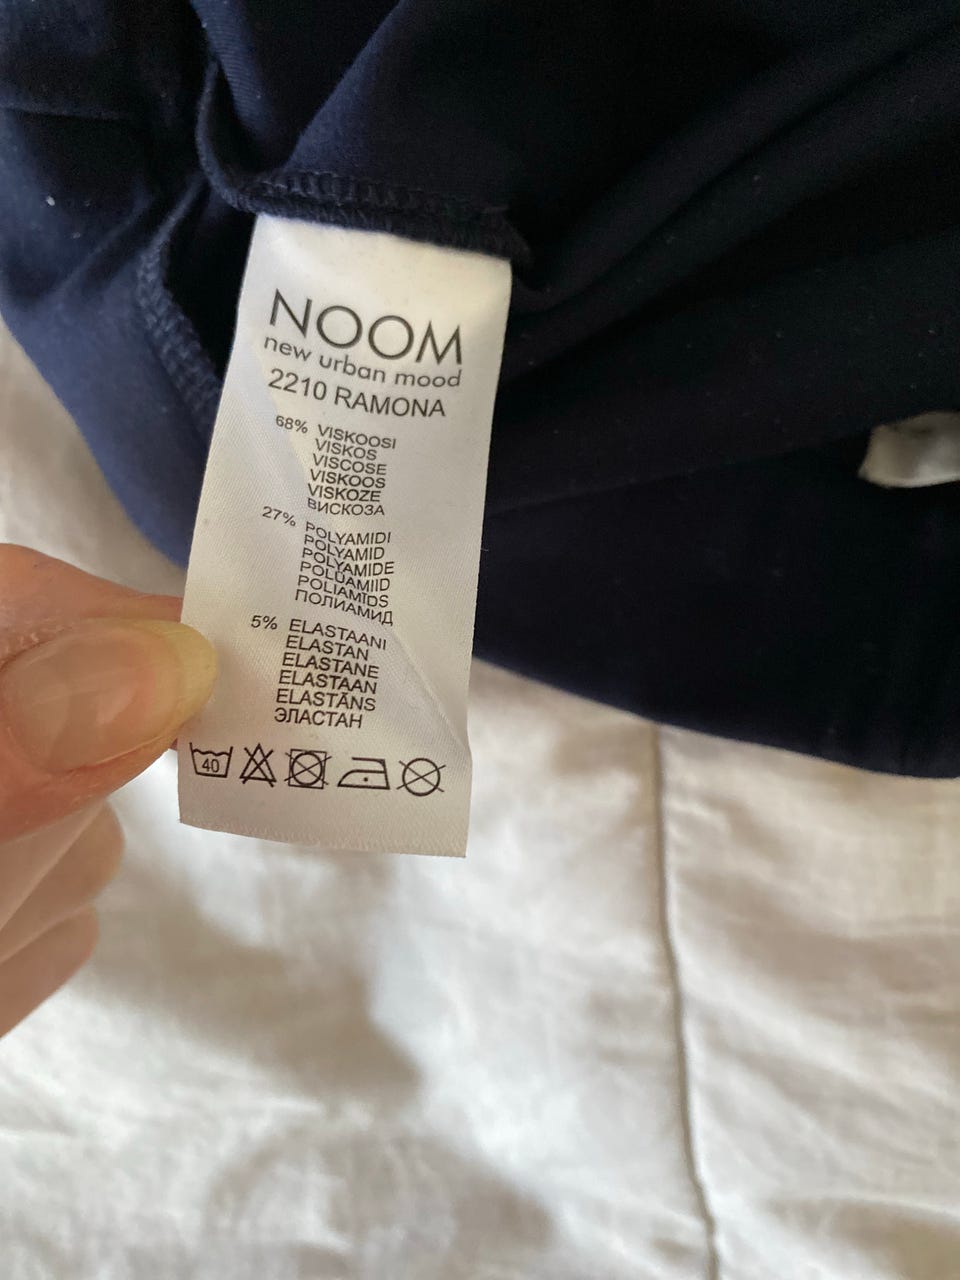 NOOM
new urban mood
2210 RAMONA
68% VISKOOSI
VISKOS
VISCOSE
VISKOOS
VISKOZE
ВИСКОЗА
27% POLYAMIDI
POLYAMID
POLYAMIDE
POLÜAMIID
POLIAMĪDS
ПОЛИАМИД
5% ELASTAANI
ELASTAN
ELASTANE
ELASTAAN
ELASTĀNS
ЭЛАСТАН
40